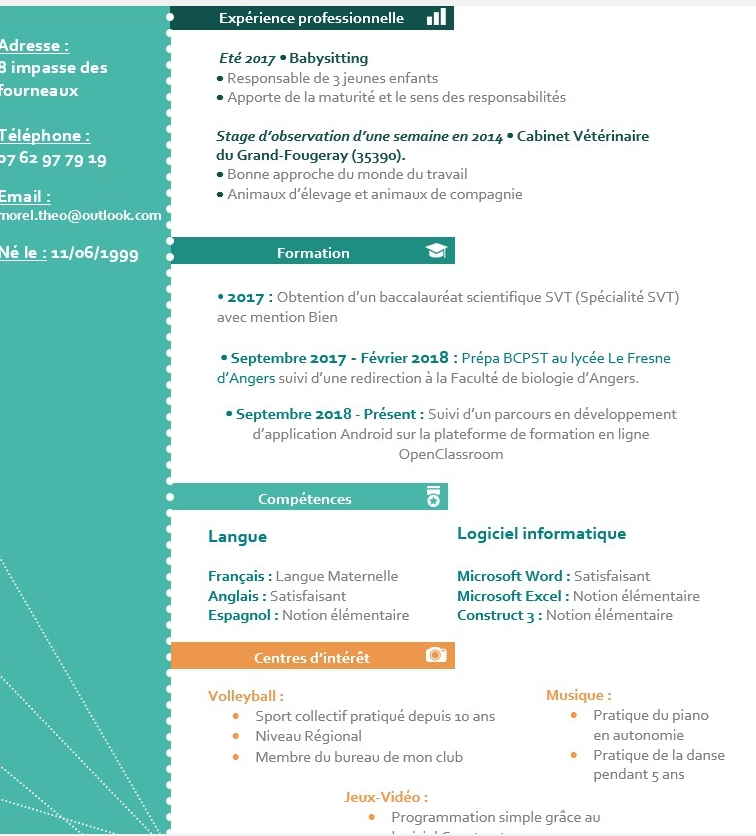 Adresse :
8 impasse des
fourneaux
Téléphone :
07 62 97 79 19
Email :
morel.theo@outlook.com
Né le : 11/06/1999
Expérience professionnelle
Eté 2017 • Babysitting
• Responsable de 3 jeunes enfants
• Apporte de la maturité et le sens des responsabilités
Stage d'observation d'une semaine en 2014 • Cabinet Vétérinaire
du Grand-Fougeray (35390).
• Bonne approche du monde du travail
• Animaux d'élevage et animaux de compagnie
Formation
• 2017 : Obtention d'un baccalauréat scientifique SVT (Spécialité SVT)
avec mention Bien
• Septembre 2017 - Février 2018 : Prépa BCPST au lycée Le Fresne
d'Angers suivi d'une redirection à la Faculté de biologie d'Angers.
• Septembre 2018 - Présent : Suivi d'un parcours en développement
d'application Android sur la plateforme de formation en ligne
OpenClassroom
Compétences
Langue
Français : Langue Maternelle
Anglais : Satisfaisant
Espagnol : Notion élémentaire
Logiciel informatique
Microsoft Word : Satisfaisant
Microsoft Excel : Notion élémentaire
Construct 3 : Notion élémentaire
Centres d'intérêt
Volleyball :
• Sport collectif pratiqué depuis 10 ans
• Niveau Régional
• Membre du bureau de mon club
Musique :
• Pratique du piano
en autonomie
• Pratique de la danse
pendant 5 ans
Jeux-Vidéo :
• Programmation simple grâce au